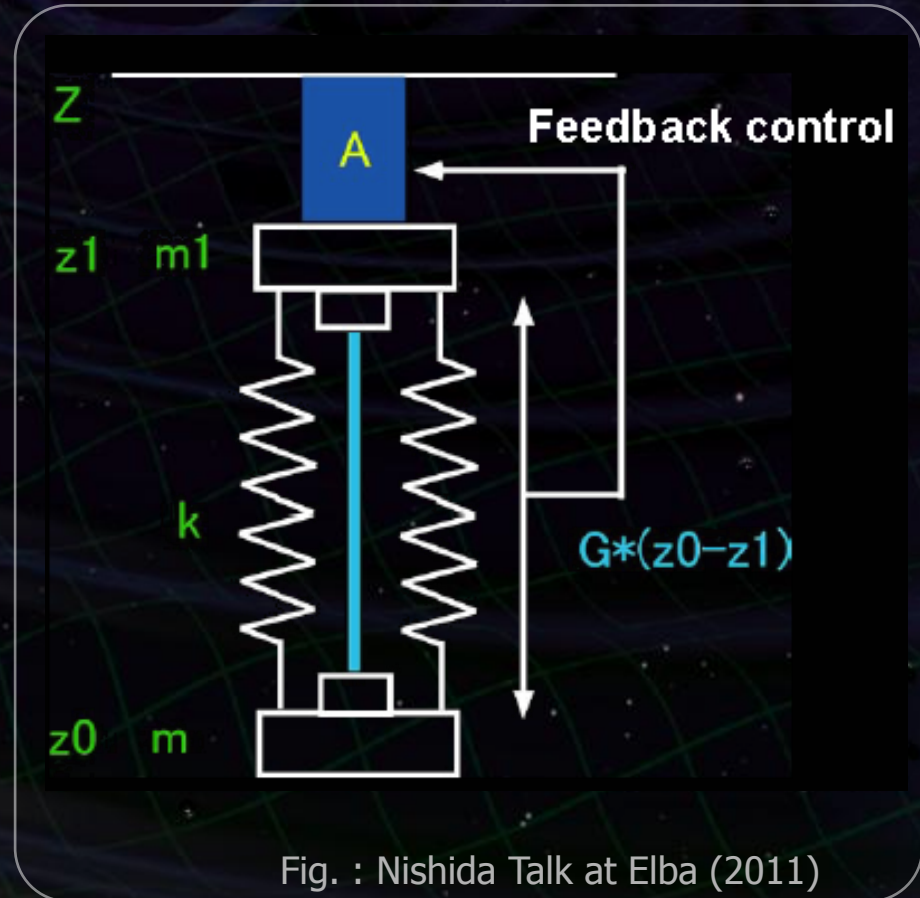 Z
A
Feedback control
z1 m1
k
G*(z0-z1)
z0 m
Fig. : Nishida Talk at Elba (2011)